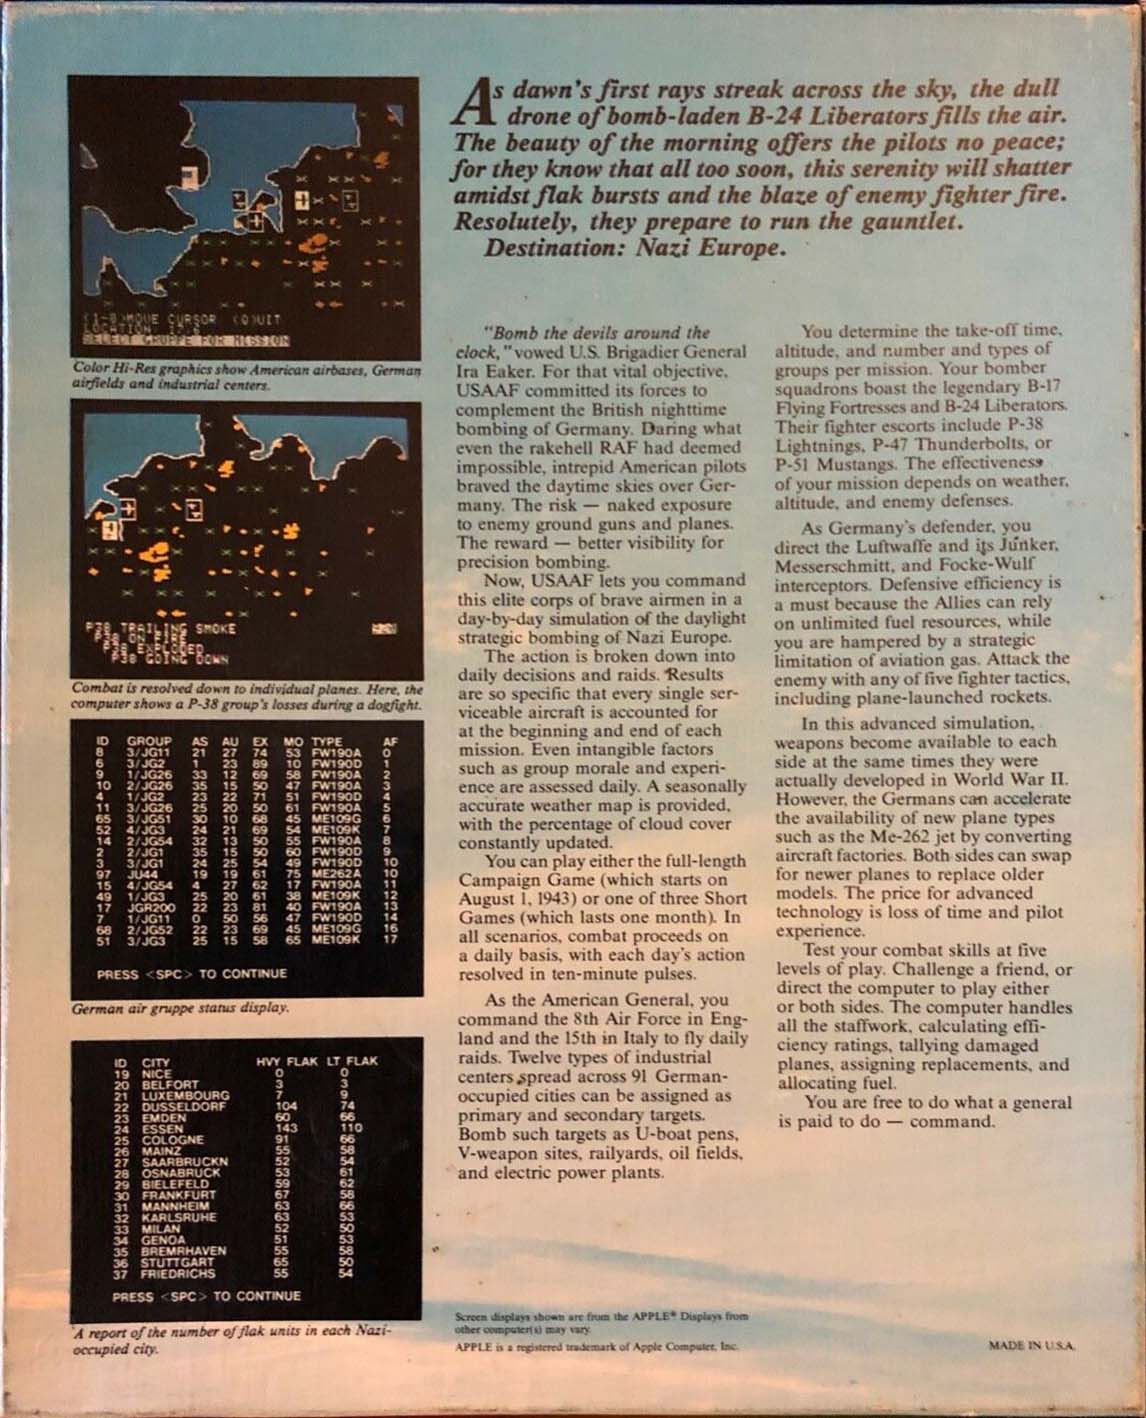 As dawn's first rays streak across the sky, the dull
drone of bomb-laden B-24 Liberators fills the air.
The beauty of the morning offers the pilots no peace;
for they know that all too soon, this serenity will shatter
amidst flak bursts and the blaze of enemy fighter fire.
Resolutely, they prepare to run the gauntlet.
Destination: Nazi Europe.
(1-8)MOVE CURSOR (Q)UIT
SELECT GRUPPE FOR MISSION
Color Hi-Res graphics show American airbases, German
airfields and industrial centers.
P38 TRAILING SMOKE
P38 ON FIRE
P38 EXPLODED
P38 GOING DOWN
Combat is resolved down to individual planes. Here, the
computer shows a P-38 group's losses during a dogfight.
ID GROUP AS AU EX MO TYPE AF
8 3/JG11 21 27 74 53 FW190A 0
6 3/JG2 1 23 89 10 FW190D 1
9 1/JG26 33 12 69 58 FW190A 2
10 2/JG26 35 15 50 47 FW190A 3
4 1/JG2 23 22 71 51 FW190D 4
11 3/JG26 25 20 50 61 FW190A 5
65 3/JG51 30 10 68 45 ME109G 6
52 4/JG3 24 21 69 54 ME109K 7
14 2/JG54 32 13 50 55 FW190A 8
2 2/JG1 35 15 50 60 FW190D 9
3 3/JG1 24 25 54 49 FW190D 10
97 JU44 19 19 61 75 ME262A 10
15 4/JG54 4 27 62 17 FW190A 11
49 1/JG3 25 20 61 38 ME109K 12
17 JGR200 22 23 81 40 FW190A 13
7 1/JG11 0 50 56 47 FW190D 14
68 2/JG52 22 23 69 45 ME109G 16
51 3/JG3 25 15 58 65 ME109K 17
PRESS <SPC> TO CONTINUE
German air gruppe status display.
ID CITY HVY FLAK LT FLAK
19 NICE 0 0
20 BELFORT 3 3
21 LUXEMBOURG 7 9
22 DUSSELDORF 104 74
23 EMDEN 60 66
24 ESSEN 143 110
25 COLOGNE 91 66
26 MAINZ 55 58
27 SAARBRUCKN 52 54
28 OSNABRUCK 53 61
29 BIELEFELD 59 62
30 FRANKFURT 67 58
31 MANNHEIM 63 66
32 KARLSRUHE 63 53
33 MILAN 52 50
34 GENOA 51 53
35 BREMRHAVEN 55 58
36 STUTTGART 65 50
37 FRIEDRICHS 55 54
PRESS <SPC> TO CONTINUE
A report of the number of flak units in each Nazi-
occupied city.
"Bomb the devils around the
clock," vowed U.S. Brigadier General
Ira Eaker. For that vital objective,
USAAF committed its forces to
complement the British nighttime
bombing of Germany. Daring what
even the rakehell RAF had deemed
impossible, intrepid American pilots
braved the daytime skies over Ger-
many. The risk — naked exposure
to enemy ground guns and planes.
The reward — better visibility for
precision bombing.
Now, USAAF lets you command
this elite corps of brave airmen in a
day-by-day simulation of the daylight
strategic bombing of Nazi Europe.
The action is broken down into
daily decisions and raids. Results
are so specific that every single ser-
viceable aircraft is accounted for
at the beginning and end of each
mission. Even intangible factors
such as group morale and experi-
ence are assessed daily. A seasonally
accurate weather map is provided,
with the percentage of cloud cover
constantly updated.
You can play either the full-length
Campaign Game (which starts on
August 1, 1943) or one of three Short
Games (which lasts one month). In
all scenarios, combat proceeds on
a daily basis, with each day's action
resolved in ten-minute pulses.
As the American General, you
command the 8th Air Force in Eng-
land and the 15th in Italy to fly daily
raids. Twelve types of industrial
centers spread across 91 German-
occupied cities can be assigned as
primary and secondary targets.
Bomb such targets as U-boat pens,
V-weapon sites, railyards, oil fields,
and electric power plants.
You determine the take-off time,
altitude, and number and types of
groups per mission. Your bomber
squadrons boast the legendary B-17
Flying Fortresses and B-24 Liberators.
Their fighter escorts include P-38
Lightnings, P-47 Thunderbolts, or
P-51 Mustangs. The effectiveness
of your mission depends on weather,
altitude, and enemy defenses.
As Germany's defender, you
direct the Luftwaffe and its Junker,
Messerschmitt, and Focke-Wulf
interceptors. Defensive efficiency is
a must because the Allies can rely
on unlimited fuel resources, while
you are hampered by a strategic
limitation of aviation gas. Attack the
enemy with any of five fighter tactics,
including plane-launched rockets.
In this advanced simulation,
weapons become available to each
side at the same times they were
actually developed in World War II.
However, the Germans can accelerate
the availability of new plane types
such as the Me-262 jet by converting
aircraft factories. Both sides can swap
for newer planes to replace older
models. The price for advanced
technology is loss of time and pilot
experience.
Test your combat skills at five
levels of play. Challenge a friend, or
direct the computer to play either
or both sides. The computer handles
all the staffwork, calculating effi-
ciency ratings, tallying damaged
planes, assigning replacements, and
allocating fuel.
You are free to do what a general
is paid to do — command.
Screen displays shown are from the APPLE® Displays from
other computer(s) may vary.
APPLE is a registered trademark of Apple Computer, Inc.
MADE IN U.S.A.